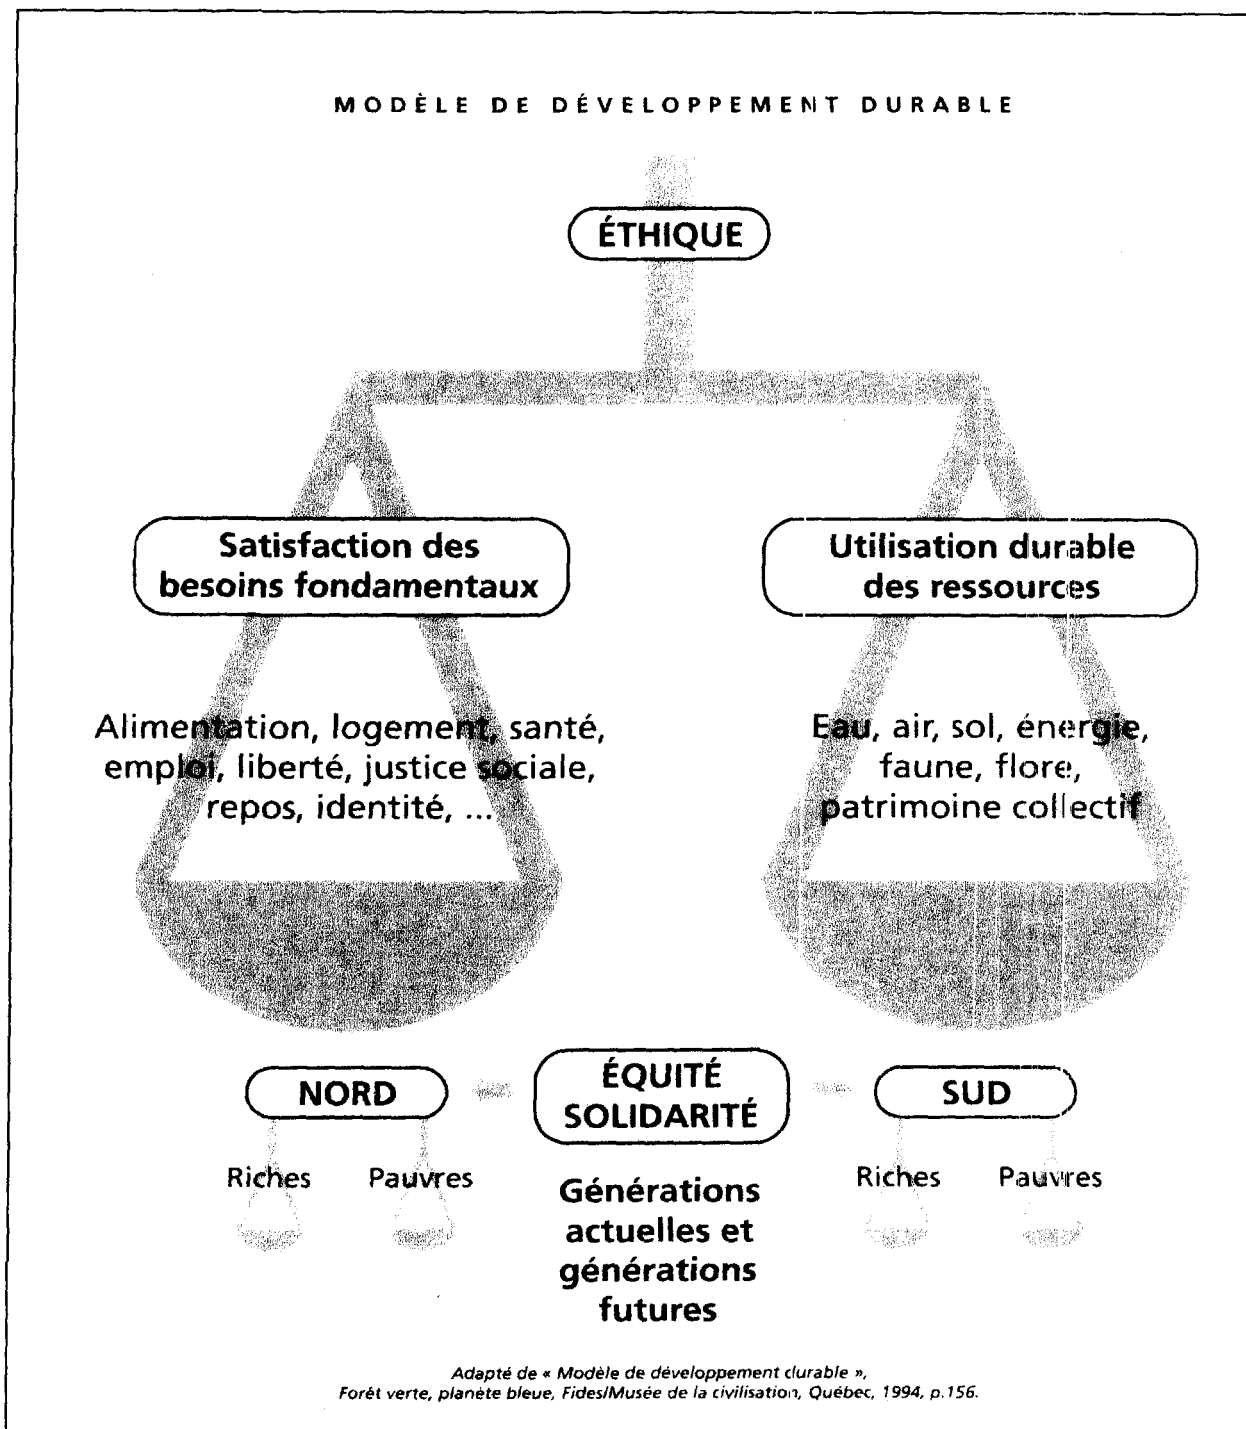 MODÈLE DE DÉVELOPPEMENT DURABLE
ÉTHIQUE
Satisfaction des
besoins fondamentaux
Utilisation durable
des ressources
Alimentation, logement, santé,
emploi, liberté, justice sociale,
repos, identité, ...
Eau, air, sol, énergie,
faune, flore,
patrimoine collectif
NORD
ÉQUITÉ
SOLIDARITÉ
SUD
Riches
Pauvres
Riches
Pauvres
Générations
actuelles et
générations
futures
Adapté de « Modèle de développement durable »,
Forêt verte, planète bleue, Fides/Musée de la civilisation, Québec, 1994, p.156.